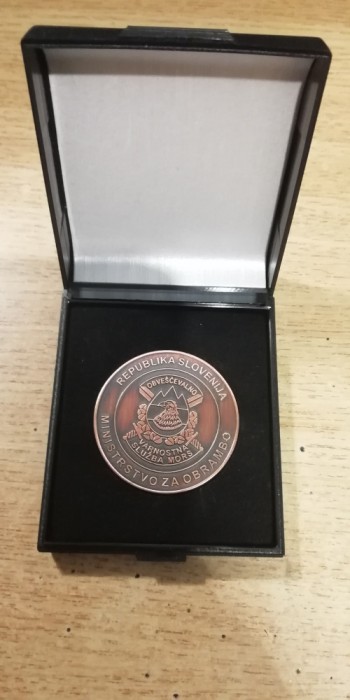 REPUBLIKA SLOVENIJA
MINISTRSTVO ZA OBRAMBO
OBVEŠČEVALNO
VARNOSTNA
SLUŽBA MORS